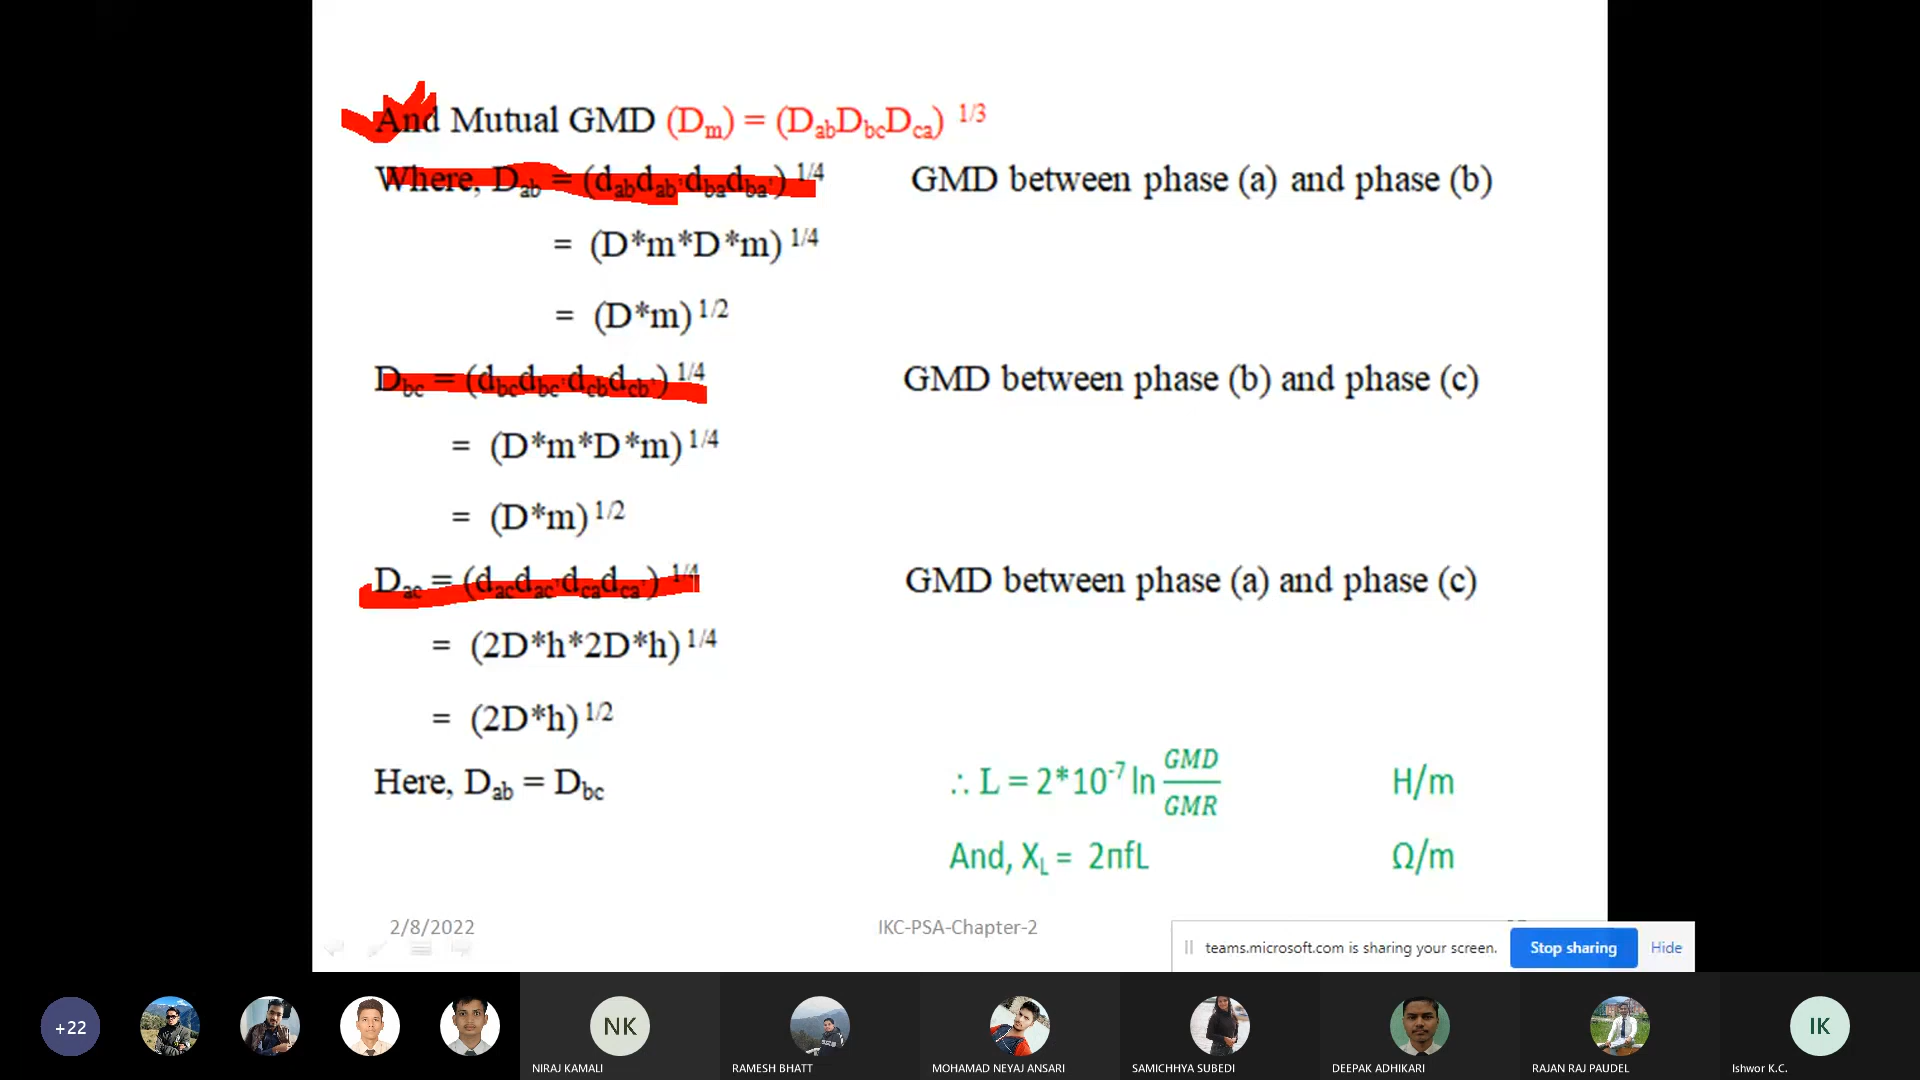 And Mutual GMD (Dm) = (DabDbcDca) 1/3
Where, Dab = (dabdab'dbadba') 1/4 GMD between phase (a) and phase (b)
= (D*m*D*m) 1/4
= (D*m) 1/2
Dbc = (dbcdbc'dcbdcb') 1/4 GMD between phase (b) and phase (c)
= (D*m*D*m) 1/4
= (D*m) 1/2
Dac = (dacdac'dcadca') 1/4 GMD between phase (a) and phase (c)
= (2D*h*2D*h) 1/4
= (2D*h) 1/2
Here, Dab = Dbc
∴ L = 2*10-7 ln GMD/GMR H/m
And, XL = 2πfL Ω/m
2/8/2022 IKC-PSA-Chapter-2
teams.microsoft.com is sharing your screen. Stop sharing Hide
+22
NK
IK
NIRAJ KAMALI RAMESH BHATT MOHAMAD NEYAJ ANSARI SAMICHHYA SUBEDI DEEPAK ADHIKARI RAJAN RAJ PAUDEL Ishwor K.C.